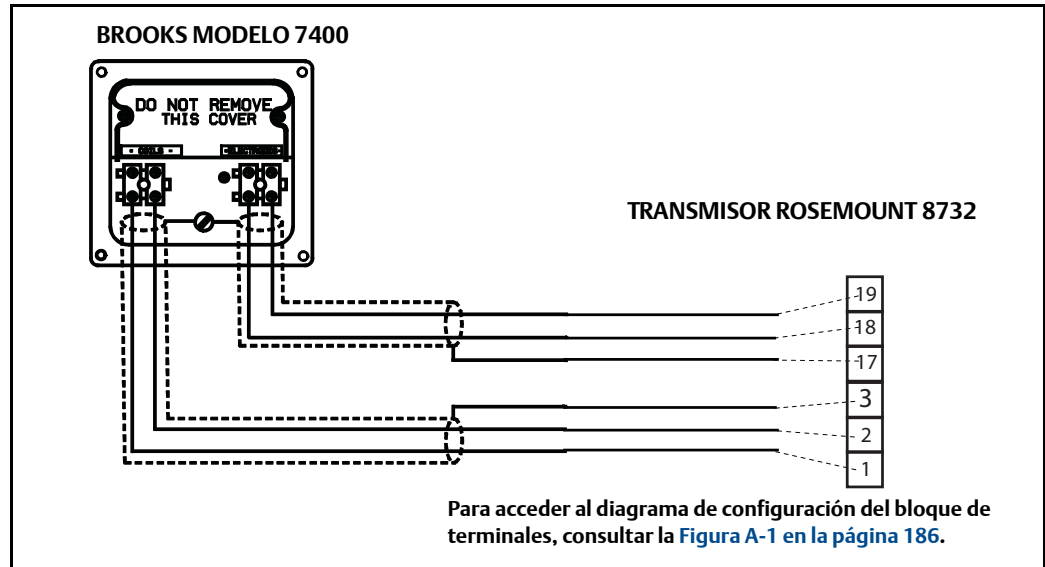 BROOKS MODELO 7400
DO NOT REMOVE
THIS COVER
TRANSMISOR ROSEMOUNT 8732
19
18
17
3
2
1
Para acceder al diagrama de configuración del bloque de
terminales, consultar la Figura A-1 en la página 186.